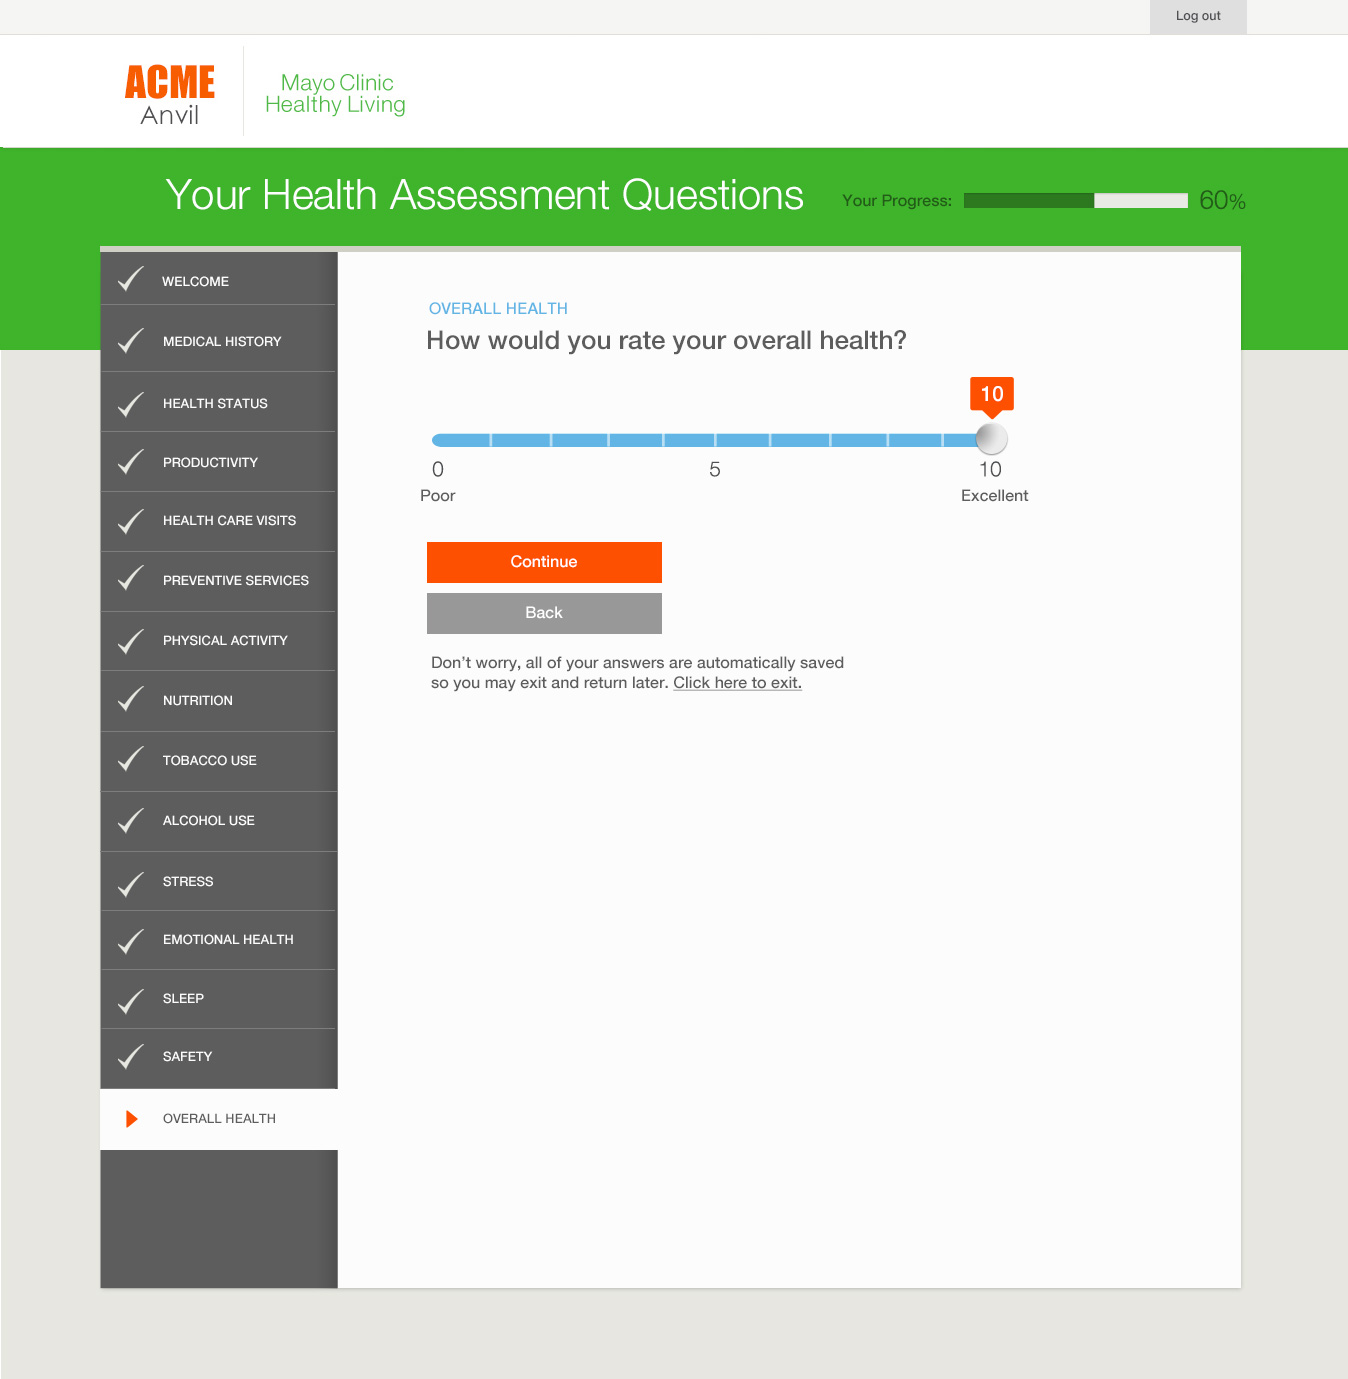 Log out
ACME
Anvil
Mayo Clinic
Healthy Living
Your Health Assessment Questions
Your Progress:
60%
WELCOME
MEDICAL HISTORY
HEALTH STATUS
PRODUCTIVITY
HEALTH CARE VISITS
PREVENTIVE SERVICES
PHYSICAL ACTIVITY
NUTRITION
TOBACCO USE
ALCOHOL USE
STRESS
EMOTIONAL HEALTH
SLEEP
SAFETY
OVERALL HEALTH
OVERALL HEALTH
How would you rate your overall health?
10
0 5 10
Poor Excellent
Continue
Back
Don’t worry, all of your answers are automatically saved
so you may exit and return later. Click here to exit.